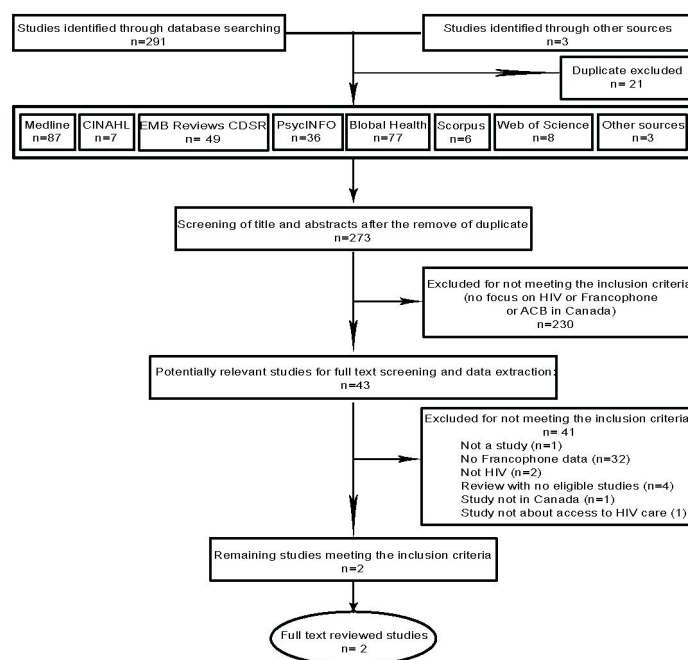 Studies identified through database searching
n=291
Studies identified through other sources
n=3
Duplicate excluded
n= 21
Medline
n=87
CINAHL
n=7
EMB Reviews CDSR
n= 49
PsycINFO
n=36
Blobal Health
n=77
Scorpus
n=6
Web of Science
n=8
Other sources
n=3
Screening of title and abstracts after the remove of duplicate
n=273
Excluded for not meeting the inclusion criteria
(no focus on HIV or Francophone
or ACB in Canada)
n=230
Potentially relevant studies for full text screening and data extraction:
n=43
Excluded for not meeting the inclusion criteria
n= 41
Not a study (n=1)
No Francophone data (n=32)
Not HIV (n=2)
Review with no eligible studies (n=4)
Study not in Canada (n=1)
Study not about access to HIV care (1)
Remaining studies meeting the inclusion criteria
n=2
Full text reviewed studies
n= 2